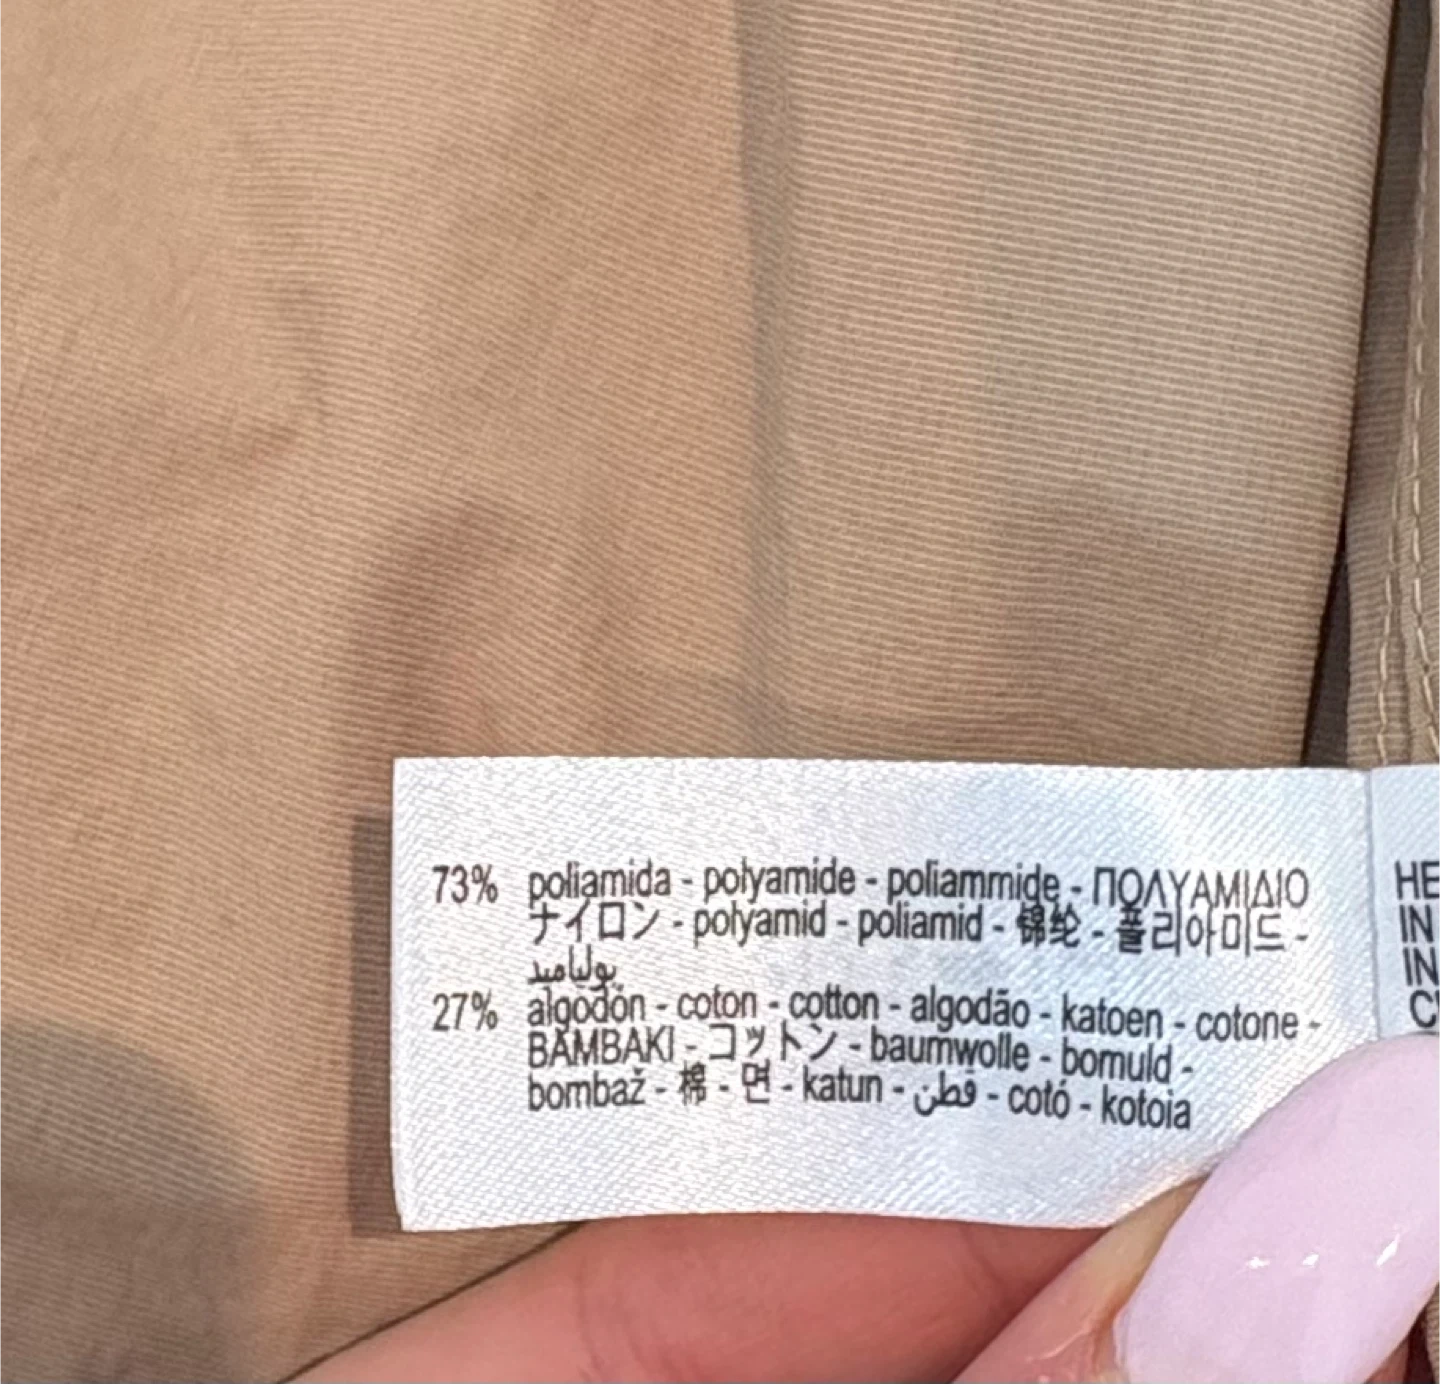 73% poliamida - polyamide - poliammide - ΠΟΛΥΑΜΙΔΙΟ
ナイロン - polyamid - poliamid - 锦纶 - 폴리아미드 -
بولياميد
27% algodón - coton - cotton - algodão - katoen - cotone -
BAMBAKI - コットン - baumwolle - bomuld -
bombaž - 棉 - 면 - katun - قطن - cotó - kotoia
HE
IN
IN